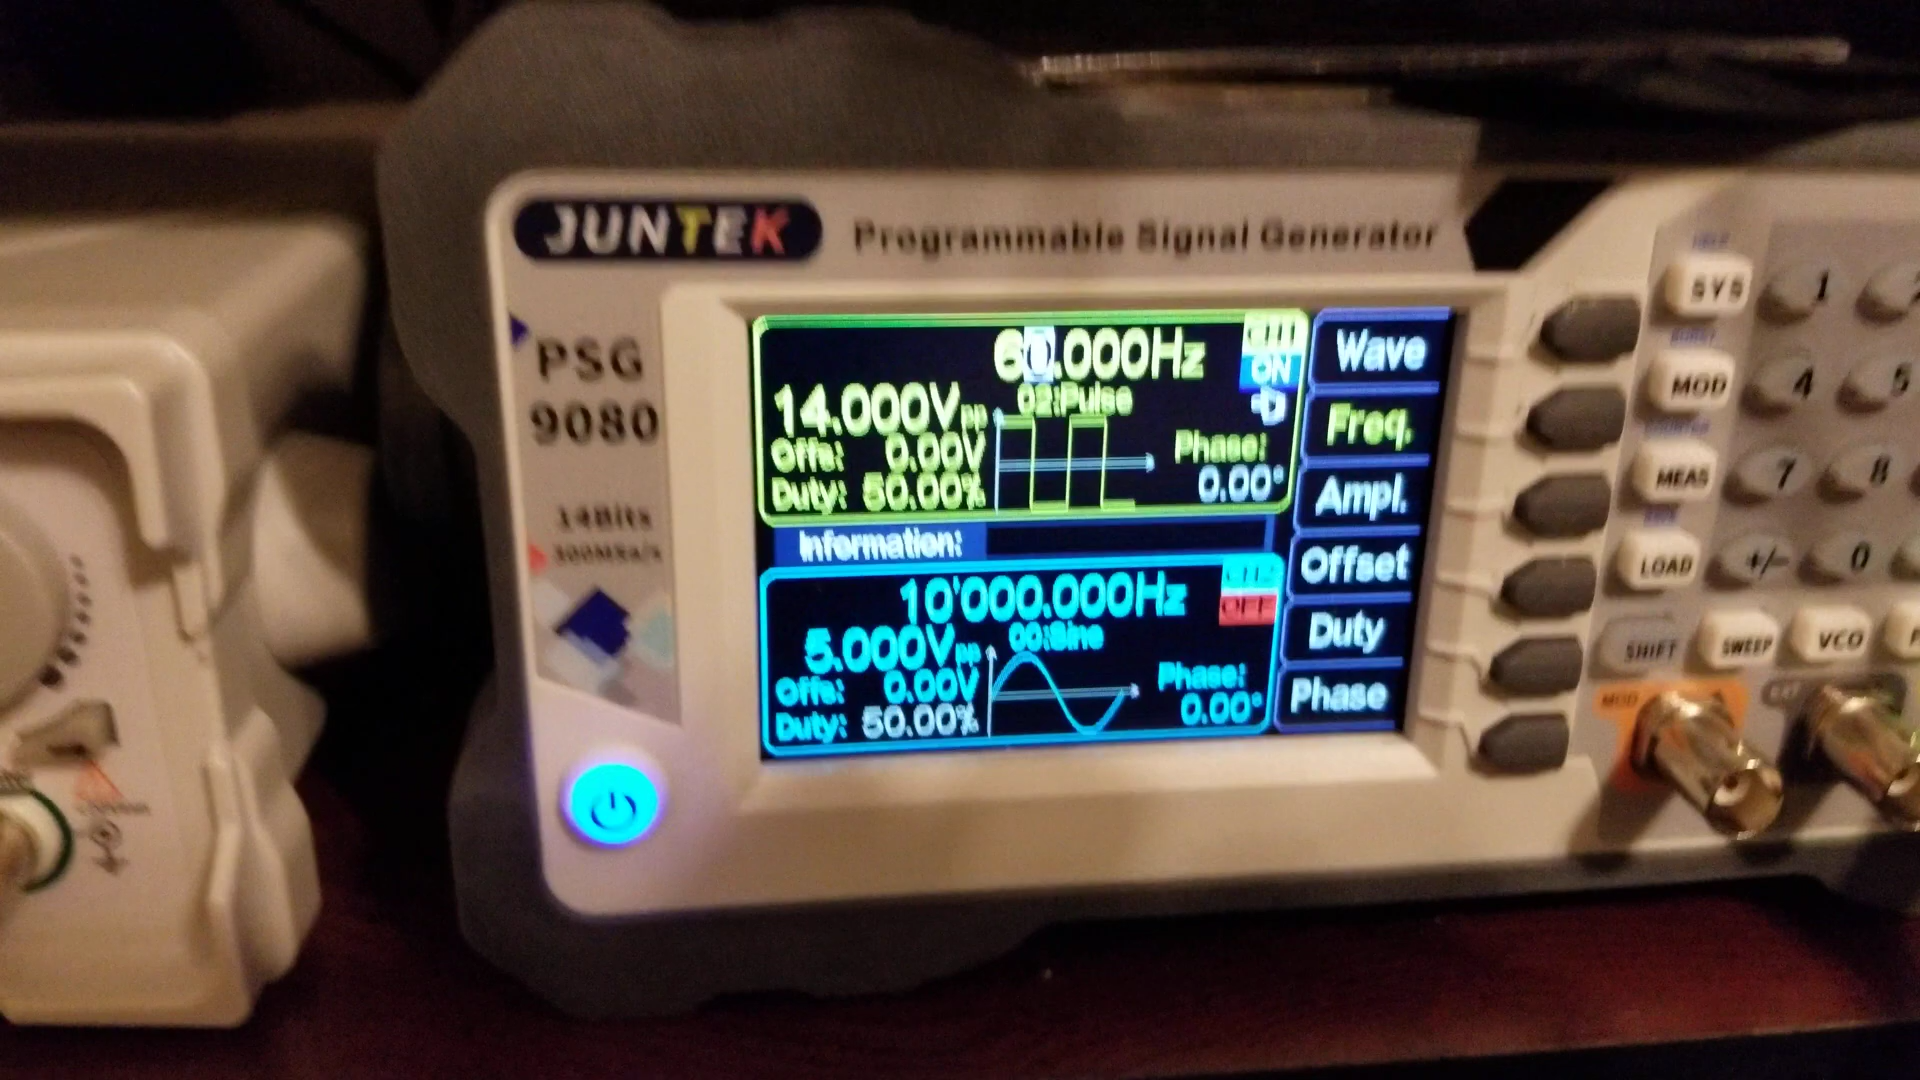 JUNTEK
Programmable Signal Generator
PSG
9080
14Bits
300MSa/s
60.000Hz
CH1
ON
14.000Vpp
02:Pulse
Offs: 0.00V
Duty: 50.00%
Phase:
0.00°
Information:
10'000.000Hz
CH2
OFF
5.000Vpp
00:Sine
Offs: 0.00V
Duty: 50.00%
Phase:
0.00°
Wave
Freq.
Ampl.
Offset
Duty
Phase
SYS
1
2
MOD
4
5
MEAS
7
8
LOAD
+/-
0
SHIFT
SWEEP
VCO
MOD